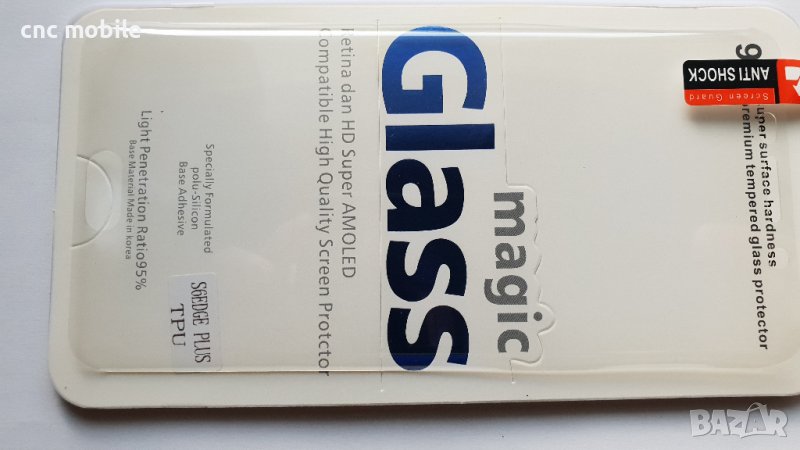 cnc mobile
9
ANTI SHOCK
Screen Guard
super surface hardness
premium tempered glass protector
magic
Glass
Retina dan HD Super AMOLED
Compatible High Quality Screen Protctor
Specially Formulated
polu-Silicon
Base Adhesive
Light Penetration Ratio95%
Base Material Made in korea
S6EDGE PLUS
TPU
BAZAR